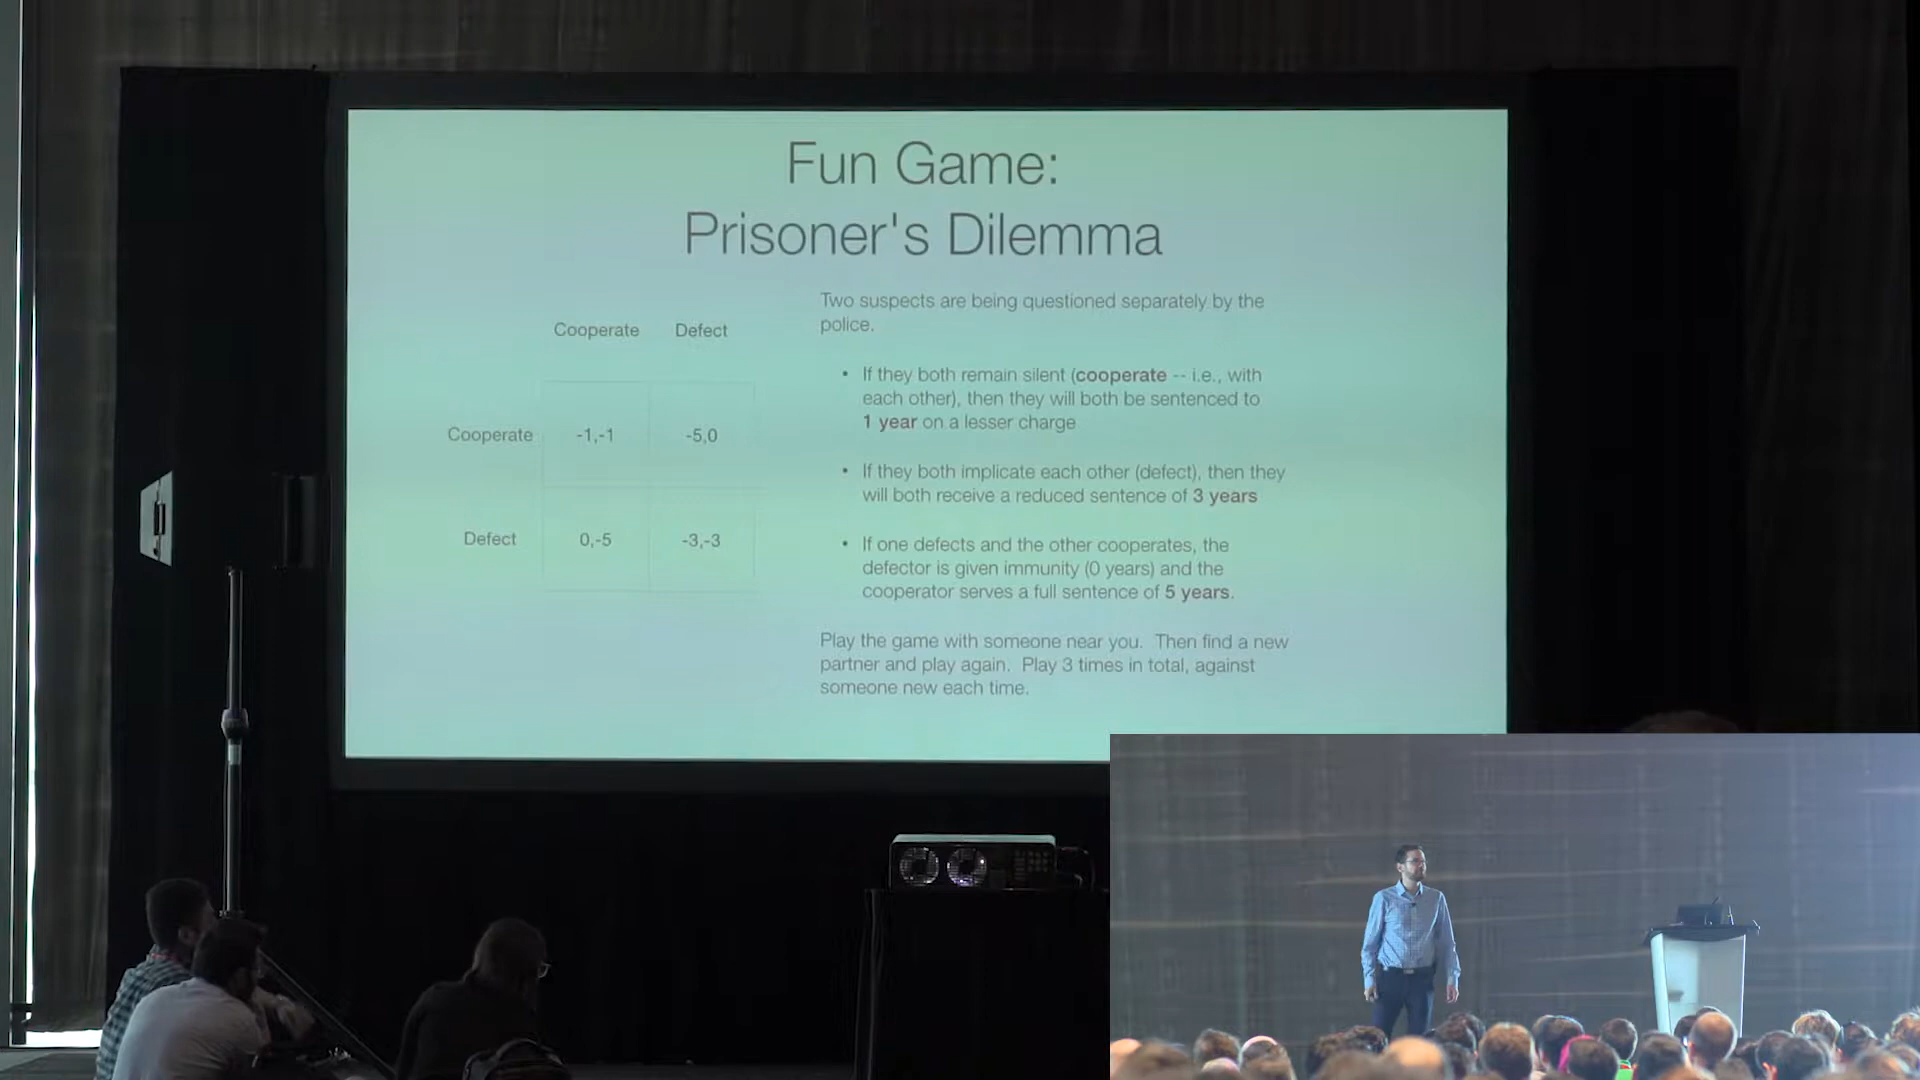 Fun Game:
Prisoner's Dilemma
Cooperate Defect
Cooperate -1,-1 -5,0
Defect 0,-5 -3,-3
Two suspects are being questioned separately by the
police.
• If they both remain silent (cooperate -- i.e., with
each other), then they will both be sentenced to
1 year on a lesser charge
• If they both implicate each other (defect), then they
will both receive a reduced sentence of 3 years
• If one defects and the other cooperates, the
defector is given immunity (0 years) and the
cooperator serves a full sentence of 5 years.
Play the game with someone near you. Then find a new
partner and play again. Play 3 times in total, against
someone new each time.